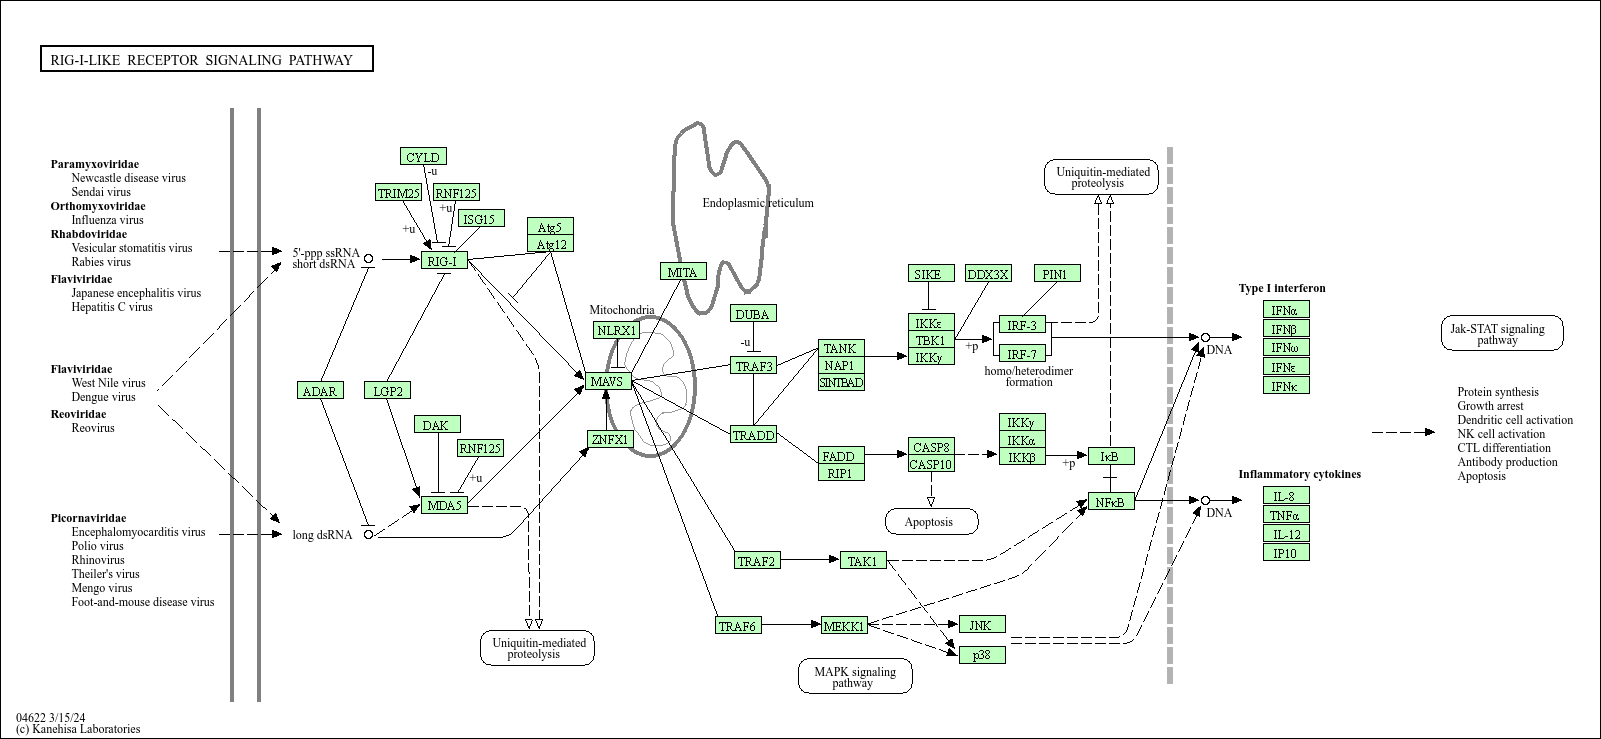 RIG-I-LIKE RECEPTOR SIGNALING PATHWAY
Paramyxoviridae
Newcastle disease virus
Sendai virus
Orthomyxoviridae
Influenza virus
Rhabdoviridae
Vesicular stomatitis virus
Rabies virus
Flaviviridae
Japanese encephalitis virus
Hepatitis C virus
Flaviviridae
West Nile virus
Dengue virus
Reoviridae
Reovirus
Picornaviridae
Encephalomyocarditis virus
Polio virus
Rhinovirus
Theiler's virus
Mengo virus
Foot-and-mouse disease virus
5'-ppp ssRNA
short dsRNA
ADAR
long dsRNA
CYLD
-u
TRIM25
RNF125
+u
ISG15
+u
RIG-I
Atg5
Atg12
LGP2
DAK
RNF125
+u
MDA5
Uniquitin-mediated
proteolysis
Endoplasmic reticulum
MITA
Mitochondria
NLRX1
MAVS
ZNFX1
DUBA
-u
TRAF3
TRADD
TRAF2
TRAF6
TANK
NAP1
SINTBAD
FADD
RIP1
TAK1
MEKK1
MAPK signaling
pathway
SIKE
DDX3X
PIN1
IKKε
TBK1
IKKγ
+p
IRF-3
IRF-7
homo/heterodimer
formation
CASP8
CASP10
Apoptosis
IKKγ
IKKα
IKKβ
+p
IκB
NFκB
JNK
p38
Uniquitin-mediated
proteolysis
DNA
DNA
Type I interferon
IFNα
IFNβ
IFNω
IFNε
IFNκ
Inflammatory cytokines
IL-8
TNFα
IL-12
IP10
Jak-STAT signaling
pathway
Protein synthesis
Growth arrest
Dendritic cell activation
NK cell activation
CTL differentiation
Antibody production
Apoptosis
04622 3/15/24
(c) Kanehisa Laboratories